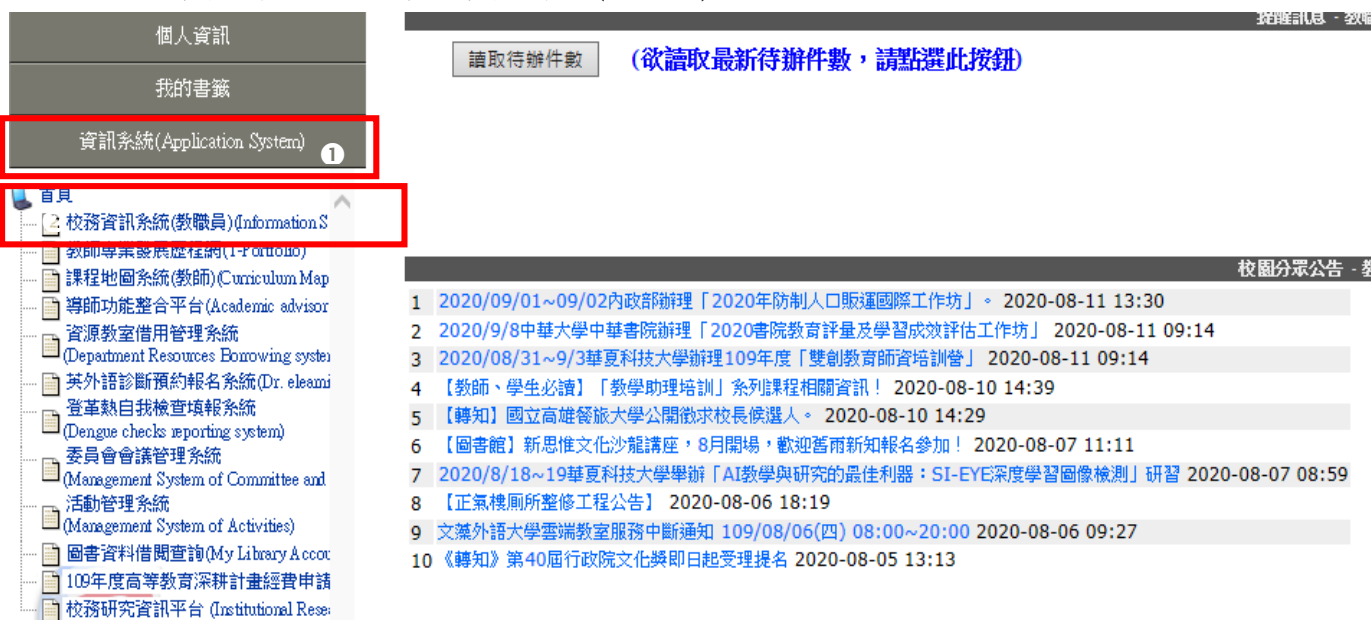 個人資訊
我的書籤
資訊系統(Application System)
1
首頁
2 校務資訊系統(教職員)(Information S
教師專業發展歷程網(T-Portfolio)
課程地圖系統(教師)(Curriculum Map
導師功能整合平台(Academic advisor
資源教室借用管理系統
(Department Resources Borrowing syster
英外語診斷預約報名系統(Dr. eleami
登革熱自我檢查填報系統
(Dengue checks reporting system)
委員會會議管理系統
(Management System of Committee and
活動管理系統
(Management System of Activities)
圖書資料借閱查詢(My Library Accou
109年度高等教育深耕計畫經費申請
校務研究資訊平台 (Institutional Resea
提醒訊息 - 教職
讀取待辦件數 (欲讀取最新待辦件數，請點選此按鈕)
校園分眾公告 - 教
1 2020/09/01~09/02內政部辦理「2020年防制人口販運國際工作坊」。 2020-08-11 13:30
2 2020/9/8中華大學中華書院辦理「2020書院教育評量及學習成效評估工作坊」 2020-08-11 09:14
3 2020/08/31~9/3華夏科技大學辦理109年度「雙創教育師資培訓營」 2020-08-11 09:14
4 【教師、學生必讀】「教學助理培訓」系列課程相關資訊！ 2020-08-10 14:39
5 【轉知】國立高雄餐旅大學公開徵求校長候選人。 2020-08-10 14:29
6 【圖書館】新思惟文化沙龍講座，8月開場，歡迎舊雨新知報名參加！ 2020-08-07 11:11
7 2020/8/18~19華夏科技大學舉辦「AI教學與研究的最佳利器：SI-EYE深度學習圖像檢測」研習 2020-08-07 08:59
8 【正氣樓廁所整修工程公告】 2020-08-06 18:19
9 文藻外語大學雲端教室服務中斷通知 109/08/06(四) 08:00~20:00 2020-08-06 09:27
10 《轉知》第40屆行政院文化獎即日起受理提名 2020-08-05 13:13